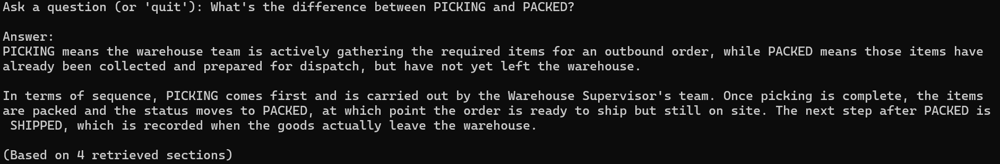 Ask a question (or 'quit'): What's the difference between PICKING and PACKED?
Answer:
PICKING means the warehouse team is actively gathering the required items for an outbound order, while PACKED means those items have
already been collected and prepared for dispatch, but have not yet left the warehouse.
In terms of sequence, PICKING comes first and is carried out by the Warehouse Supervisor's team. Once picking is complete, the items
are packed and the status moves to PACKED, at which point the order is ready to ship but still on site. The next step after PACKED is
SHIPPED, which is recorded when the goods actually leave the warehouse.
(Based on 4 retrieved sections)